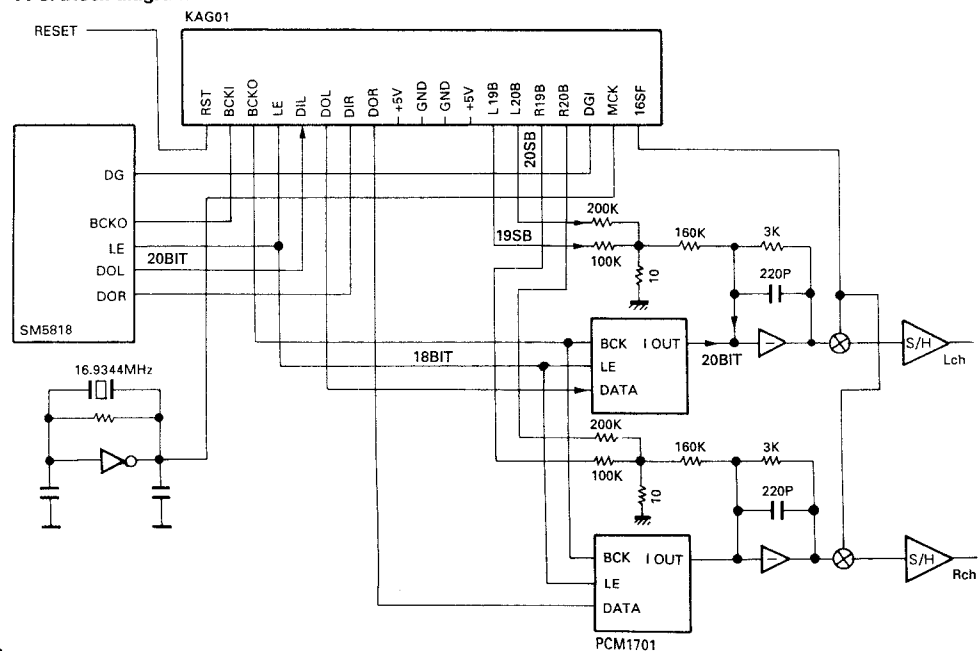 KAG01
RESET
RST
BCKI
BCKO
LE
DIL
DOL
DIR
DOR
+5V
GND
GND
+5V
L19B
L20B
R19B
R20B
DGI
MCK
16SF
DG
BCKO
LE
DOL
DOR
SM5818
20BIT
20SB
19SB
200K
100K
10
160K
3K
220P
18BIT
BCK
I OUT
LE
DATA
20BIT
S/H
Lch
16.9344MHz
200K
100K
10
160K
3K
220P
BCK
I OUT
LE
DATA
PCM1701
S/H
Rch